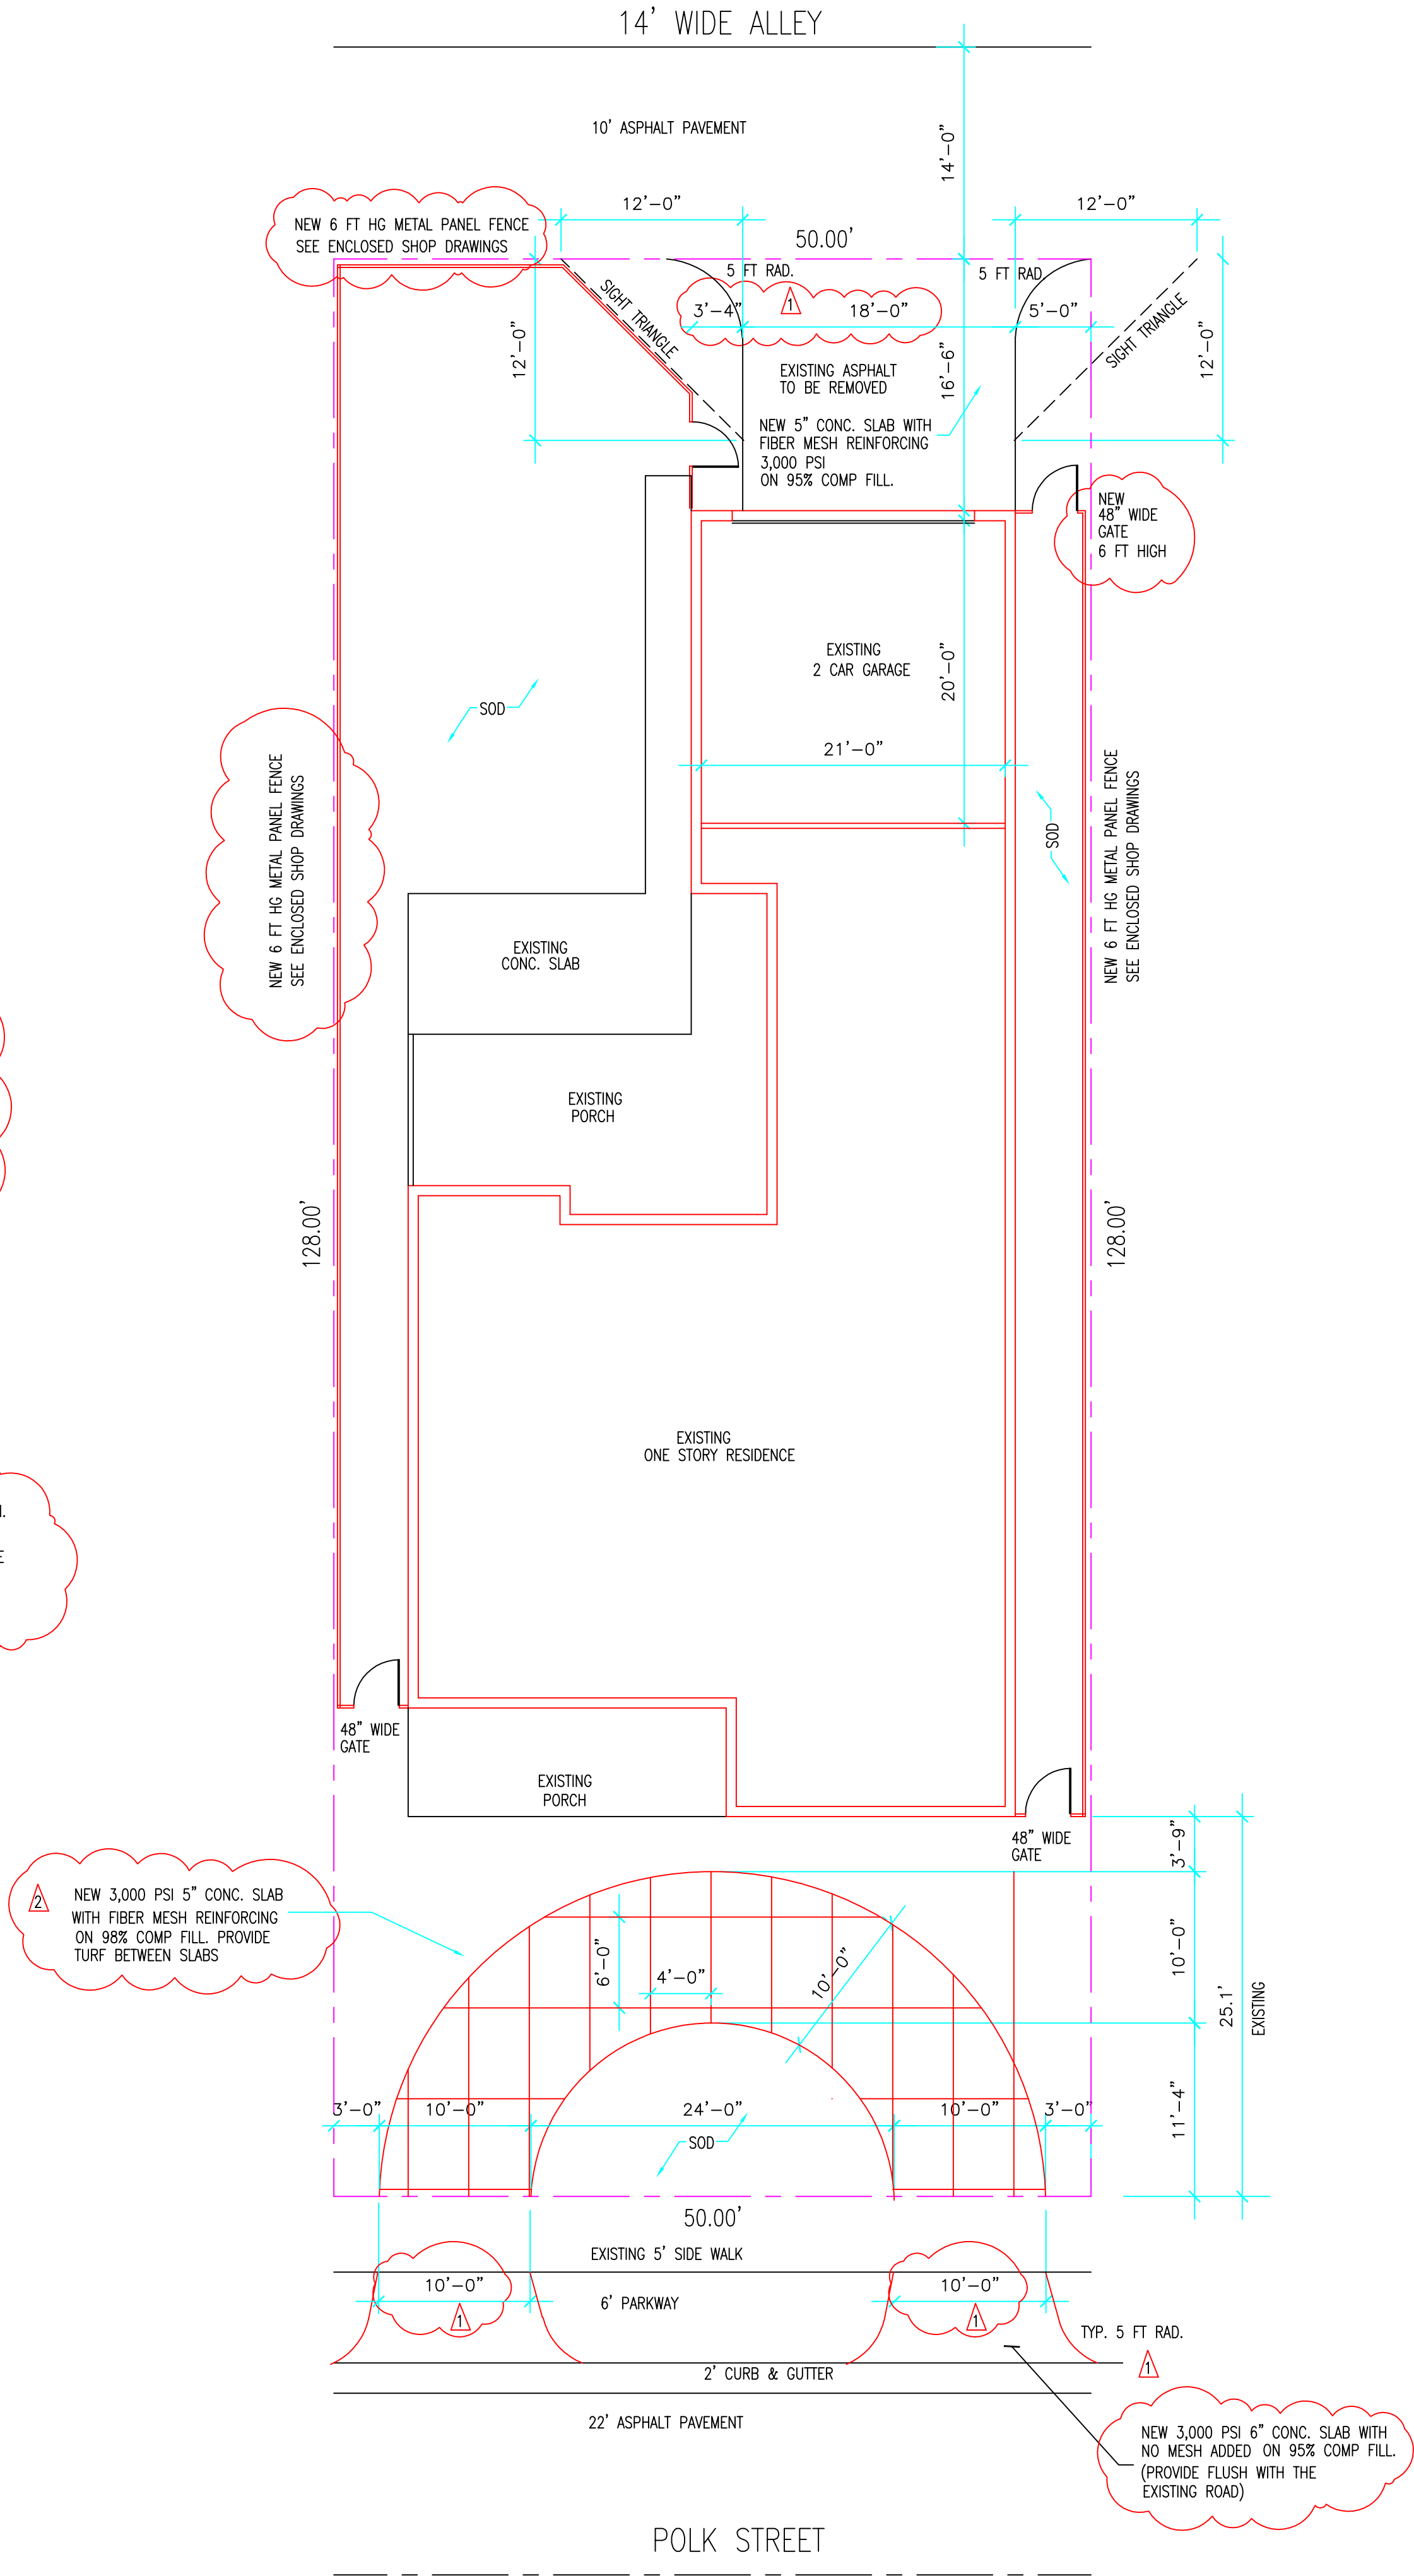 14' WIDE ALLEY
10' ASPHALT PAVEMENT
14'-0"
NEW 6 FT HG METAL PANEL FENCE
SEE ENCLOSED SHOP DRAWINGS
12'-0"
12'-0"
50.00'
5 FT RAD.
5 FT RAD.
SIGHT TRIANGLE
SIGHT TRIANGLE
1
3'-4"
18'-0"
5'-0"
12'-0"
12'-0"
16'-6"
EXISTING ASPHALT
TO BE REMOVED
NEW 5" CONC. SLAB WITH
FIBER MESH REINFORCING
3,000 PSI
ON 95% COMP FILL.
NEW
48" WIDE
GATE
6 FT HIGH
EXISTING
2 CAR GARAGE
20'-0"
SOD
21'-0"
NEW 6 FT HG METAL PANEL FENCE
SEE ENCLOSED SHOP DRAWINGS
SOD
NEW 6 FT HG METAL PANEL FENCE
SEE ENCLOSED SHOP DRAWINGS
EXISTING
CONC. SLAB
EXISTING
PORCH
128.00'
128.00'
EXISTING
ONE STORY RESIDENCE
48" WIDE
GATE
EXISTING
PORCH
48" WIDE
GATE
3'-9"
2
NEW 3,000 PSI 5" CONC. SLAB
WITH FIBER MESH REINFORCING
ON 98% COMP FILL. PROVIDE
TURF BETWEEN SLABS
6'-0"
4'-0"
10'-0"
10'-0"
25.1'
EXISTING
11'-4"
3'-0"
10'-0"
24'-0"
10'-0"
3'-0"
SOD
50.00'
EXISTING 5' SIDE WALK
10'-0"
10'-0"
6' PARKWAY
1
1
TYP. 5 FT RAD.
1
2' CURB & GUTTER
22' ASPHALT PAVEMENT
NEW 3,000 PSI 6" CONC. SLAB WITH
NO MESH ADDED ON 95% COMP FILL.
(PROVIDE FLUSH WITH THE
EXISTING ROAD)
POLK STREET